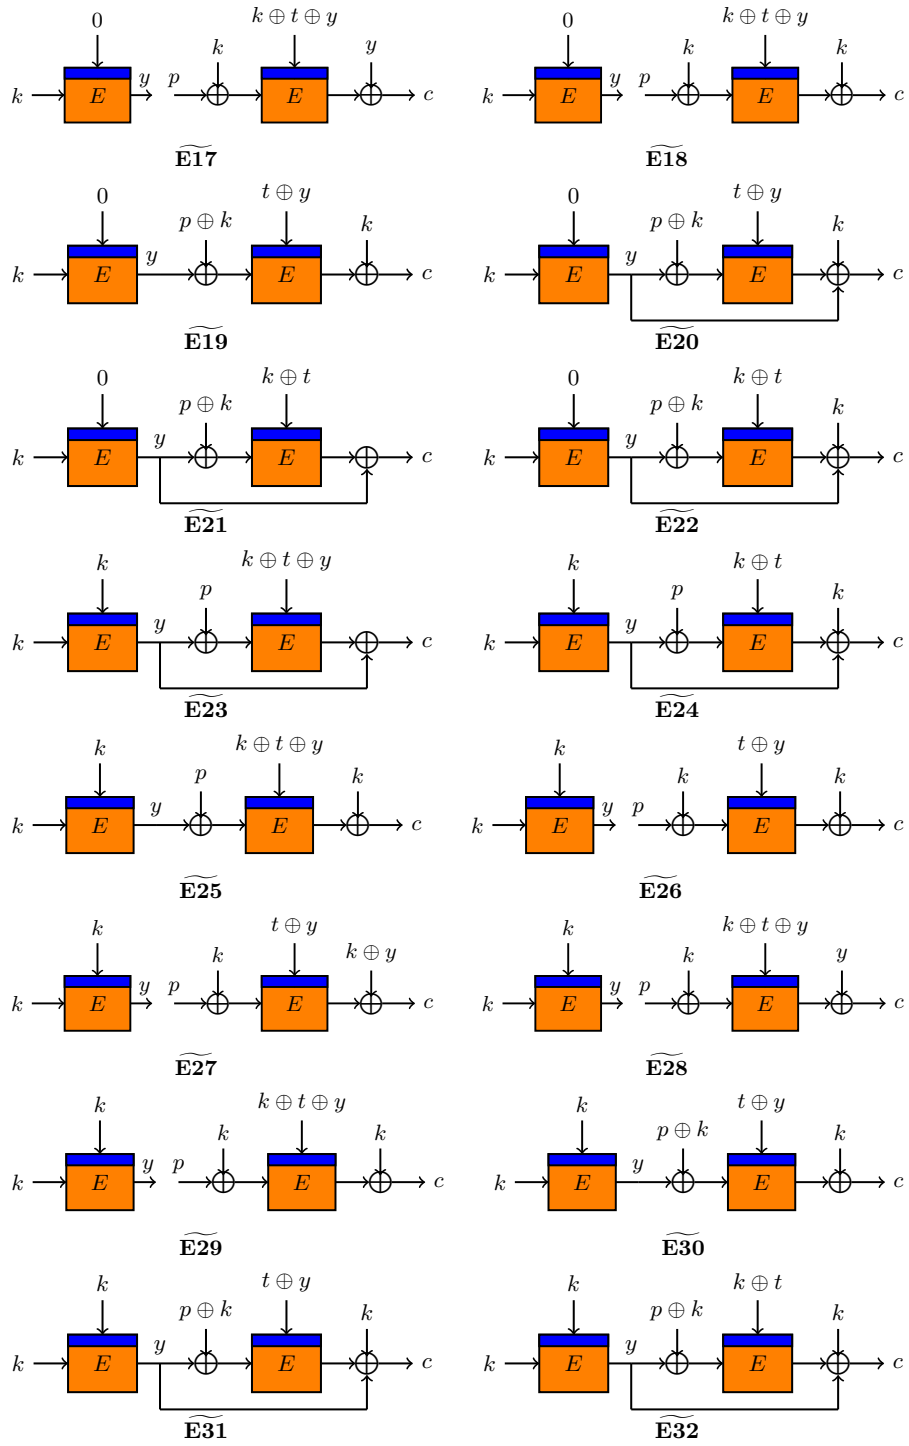 0 k ⊕ t ⊕ y 0 k ⊕ t ⊕ y
k y k k
k E y p E c k E y p E c
E17 E18
0 t ⊕ y 0 t ⊕ y
p ⊕ k k p ⊕ k k
k E y E c k E y E c
E19 E20
0 k ⊕ t 0 k ⊕ t
p ⊕ k p ⊕ k k
k E y E c k E y E c
E21 E22
k k ⊕ t ⊕ y k k ⊕ t
p p k
k E y E c k E y E c
E23 E24
k k ⊕ t ⊕ y k t ⊕ y
p k k k
k E y E c k E y p E c
E25 E26
k t ⊕ y k k ⊕ t ⊕ y
k k ⊕ y k y
k E y p E c k E y p E c
E27 E28
k k ⊕ t ⊕ y k t ⊕ y
k k p ⊕ k k
k E y p E c k E y E c
E29 E30
k t ⊕ y k k ⊕ t
p ⊕ k k p ⊕ k k
k E y E c k E y E c
E31 E32